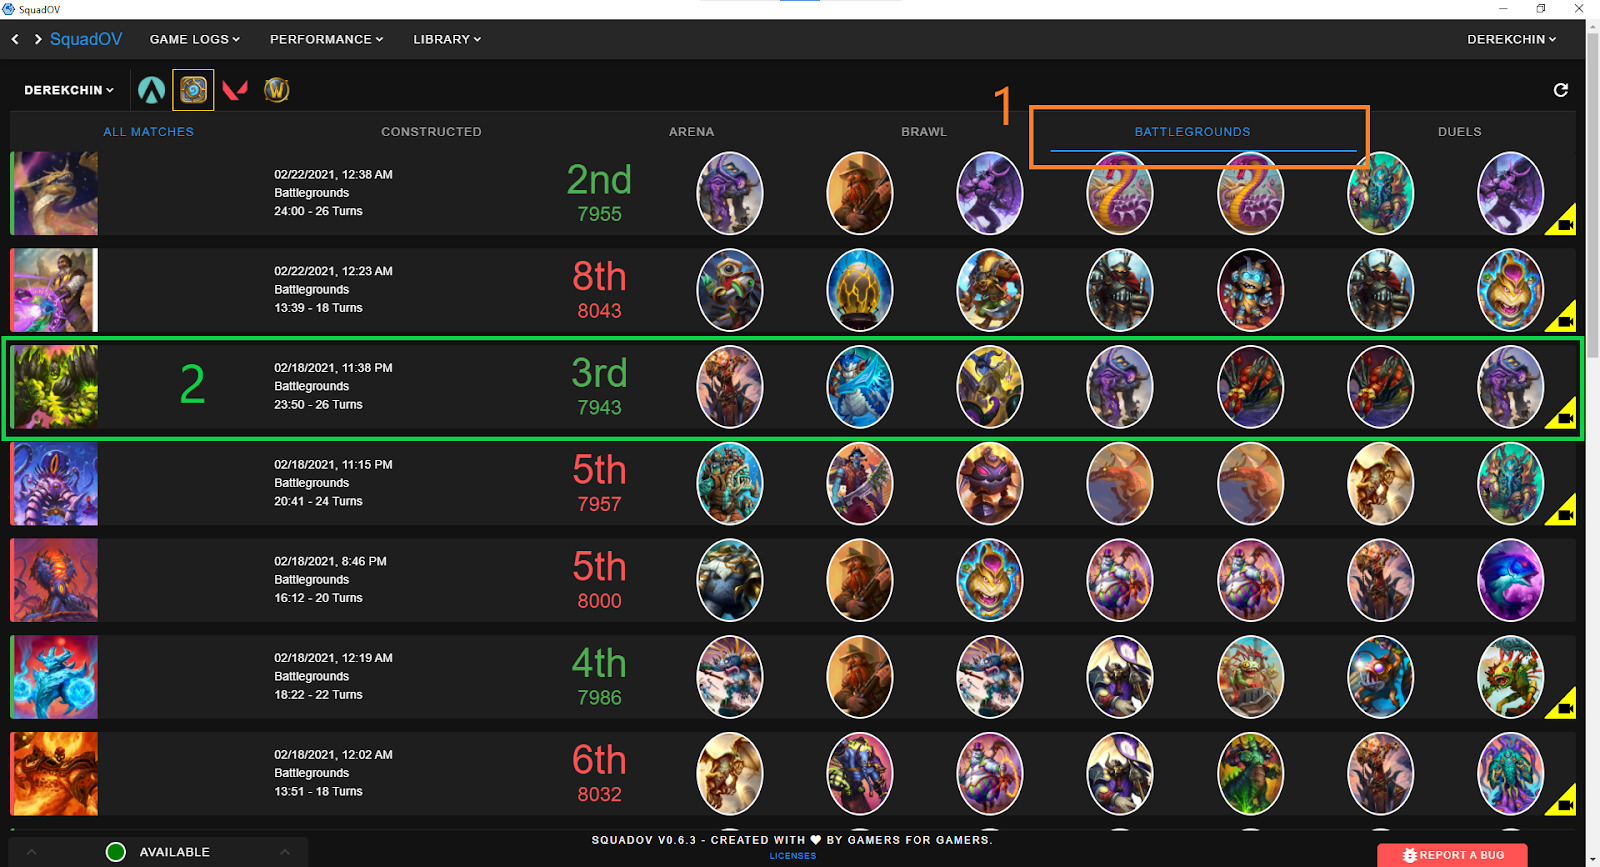 SquadOV
SquadOV GAME LOGS PERFORMANCE LIBRARY DEREKCHIN
DEREKCHIN
W
1
ALL MATCHES CONSTRUCTED ARENA BRAWL BATTLEGROUNDS DUELS
02/22/2021, 12:38 AM
Battlegrounds
24:00 - 26 Turns
2nd
7955
02/22/2021, 12:23 AM
Battlegrounds
13:39 - 18 Turns
8th
8043
2
02/18/2021, 11:38 PM
Battlegrounds
23:50 - 26 Turns
3rd
7943
02/18/2021, 11:15 PM
Battlegrounds
20:41 - 24 Turns
5th
7957
02/18/2021, 8:46 PM
Battlegrounds
16:12 - 20 Turns
5th
8000
02/18/2021, 12:19 AM
Battlegrounds
18:22 - 22 Turns
4th
7986
02/18/2021, 12:02 AM
Battlegrounds
13:51 - 18 Turns
6th
8032
AVAILABLE
SQUADOV V0.6.3 - CREATED WITH ♥ BY GAMERS FOR GAMERS.
LICENSES
REPORT A BUG